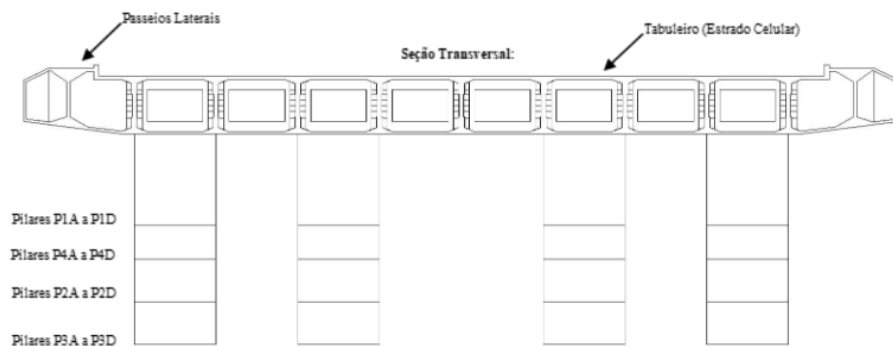 Passeios Laterais
Tabuleiro (Estrado Celular)
Seção Transversal:
Pilares P1A a P1D
Pilares P4A a P4D
Pilares P2A a P2D
Pilares P3A a P3D